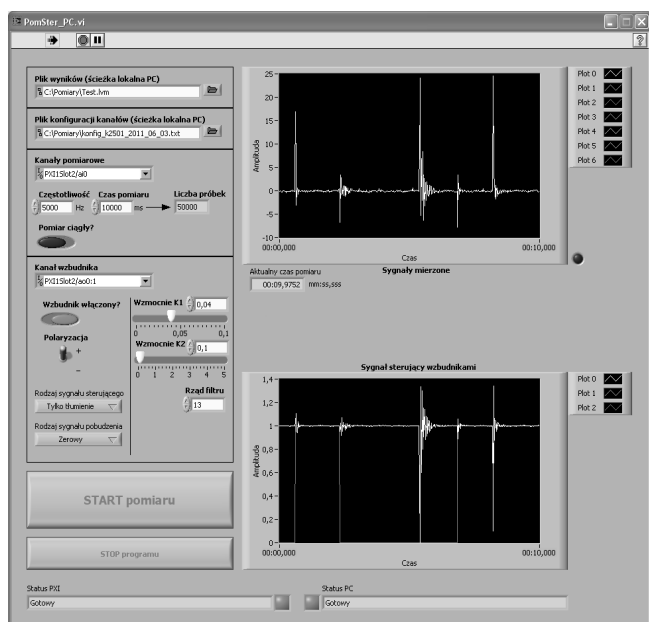 PomSter_PC.vi
Plik wyników (ścieżka lokalna PC)
C:\Pomiary\Test.lvm
Plik konfiguracji kanałów (ścieżka lokalna PC)
C:\Pomiary\konfig_k2501_2011_06_03.txt
Kanały pomiarowe
PXI1Slot2/ai0
Częstotliwość Czas pomiaru Liczba próbek
5000 Hz 10000 ms 50000
Pomiar ciągły?
Kanał wzbudnika
PXI1Slot2/ao0:1
Wzbudnik włączony?
Polaryzacja
+
−
Rodzaj sygnału sterującego
Tylko tłumienie
Rodzaj sygnału pobudzenia
Zerowy
Wzmocnie K1 0,04
0 0,05 0,1
Wzmocnie K2 0,1
0 1 2 3 4 5
Rząd filtru
13
START pomiaru
STOP programu
Status PXI
Gotowy
Amplituda
25
20
15
10
5
0
-5
-10
00:00,000 00:10,000
Czas
Plot 0
Plot 1
Plot 2
Plot 3
Plot 4
Plot 5
Plot 6
Aktualny czas pomiaru
00:09,9752 mm:ss,sss
Sygnały mierzone
Sygnał sterujący wzbudnikami
Amplituda
1,4
1,2
1
0,8
0,6
0,4
0,2
0
00:00,000 00:10,000
Czas
Plot 0
Plot 1
Plot 2
Status PC
Gotowy